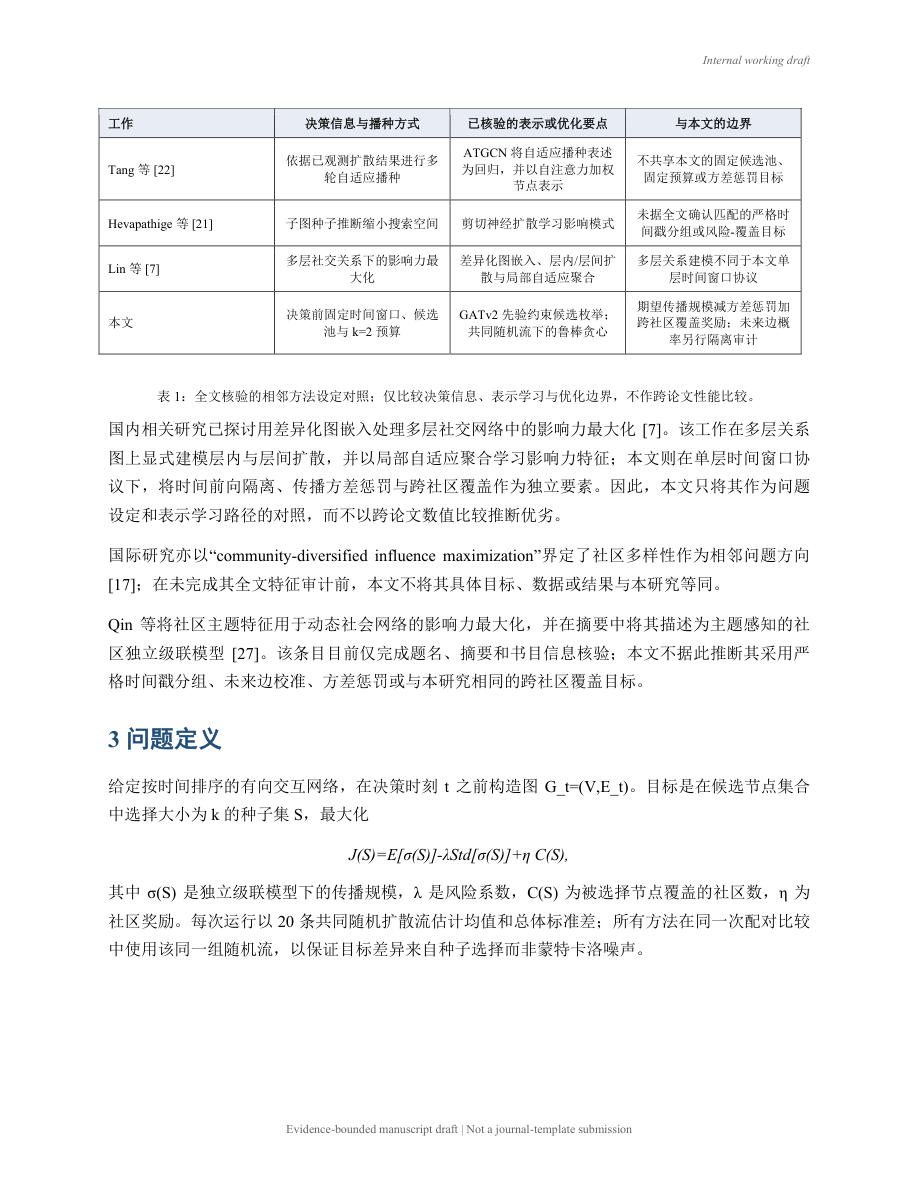 Internal working draft
工作 决策信息与播种方式 已核验的表示或优化要点 与本文的边界
Tang 等 [22]
依据已观测扩散结果进行多
轮自适应播种
ATGCN 将自适应播种表述
为回归，并以自注意力加权
节点表示
不共享本文的固定候选池、
固定预算或方差惩罚目标
Hevapathige 等 [21]
子图种子推断缩小搜索空间
剪切神经扩散学习影响模式
未据全文确认匹配的严格时
间戳分组或风险-覆盖目标
Lin 等 [7]
多层社交关系下的影响力最
大化
差异化图嵌入、层内/层间扩
散与局部自适应聚合
多层关系建模不同于本文单
层时间窗口协议
本文
决策前固定时间窗口、候选
池与 k=2 预算
GATv2 先验约束候选枚举；
共同随机流下的鲁棒贪心
期望传播规模减方差惩罚加
跨社区覆盖奖励；未来边概
率另行隔离审计
表 1：全文核验的相邻方法设定对照；仅比较决策信息、表示学习与优化边界，不作跨论文性能比较。
国内相关研究已探讨用差异化图嵌入处理多层社交网络中的影响力最大化 [7]。该工作在多层关系
图上显式建模层内与层间扩散，并以局部自适应聚合学习影响力特征；本文则在单层时间窗口协
议下，将时间前向隔离、传播方差惩罚与跨社区覆盖作为独立要素。因此，本文只将其作为问题
设定和表示学习路径的对照，而不以跨论文数值比较推断优劣。
国际研究亦以“community-diversified influence maximization”界定了社区多样性作为相邻问题方向
[17]；在未完成其全文特征审计前，本文不将其具体目标、数据或结果与本研究等同。
Qin 等将社区主题特征用于动态社会网络的影响力最大化，并在摘要中将其描述为主题感知的社
区独立级联模型 [27]。该条目目前仅完成题名、摘要和书目信息核验；本文不据此推断其采用严
格时间戳分组、未来边校准、方差惩罚或与本研究相同的跨社区覆盖目标。
3 问题定义
给定按时间排序的有向交互网络，在决策时刻 t 之前构造图 G_t=(V,E_t)。目标是在候选节点集合
中选择大小为 k 的种子集 S，最大化
J(S)=E[σ(S)]-λStd[σ(S)]+η C(S),
其中 σ(S) 是独立级联模型下的传播规模，λ 是风险系数，C(S) 为被选择节点覆盖的社区数，η 为
社区奖励。每次运行以 20 条共同随机扩散流估计均值和总体标准差；所有方法在同一次配对比较
中使用该同一组随机流，以保证目标差异来自种子选择而非蒙特卡洛噪声。
Evidence-bounded manuscript draft | Not a journal-template submission